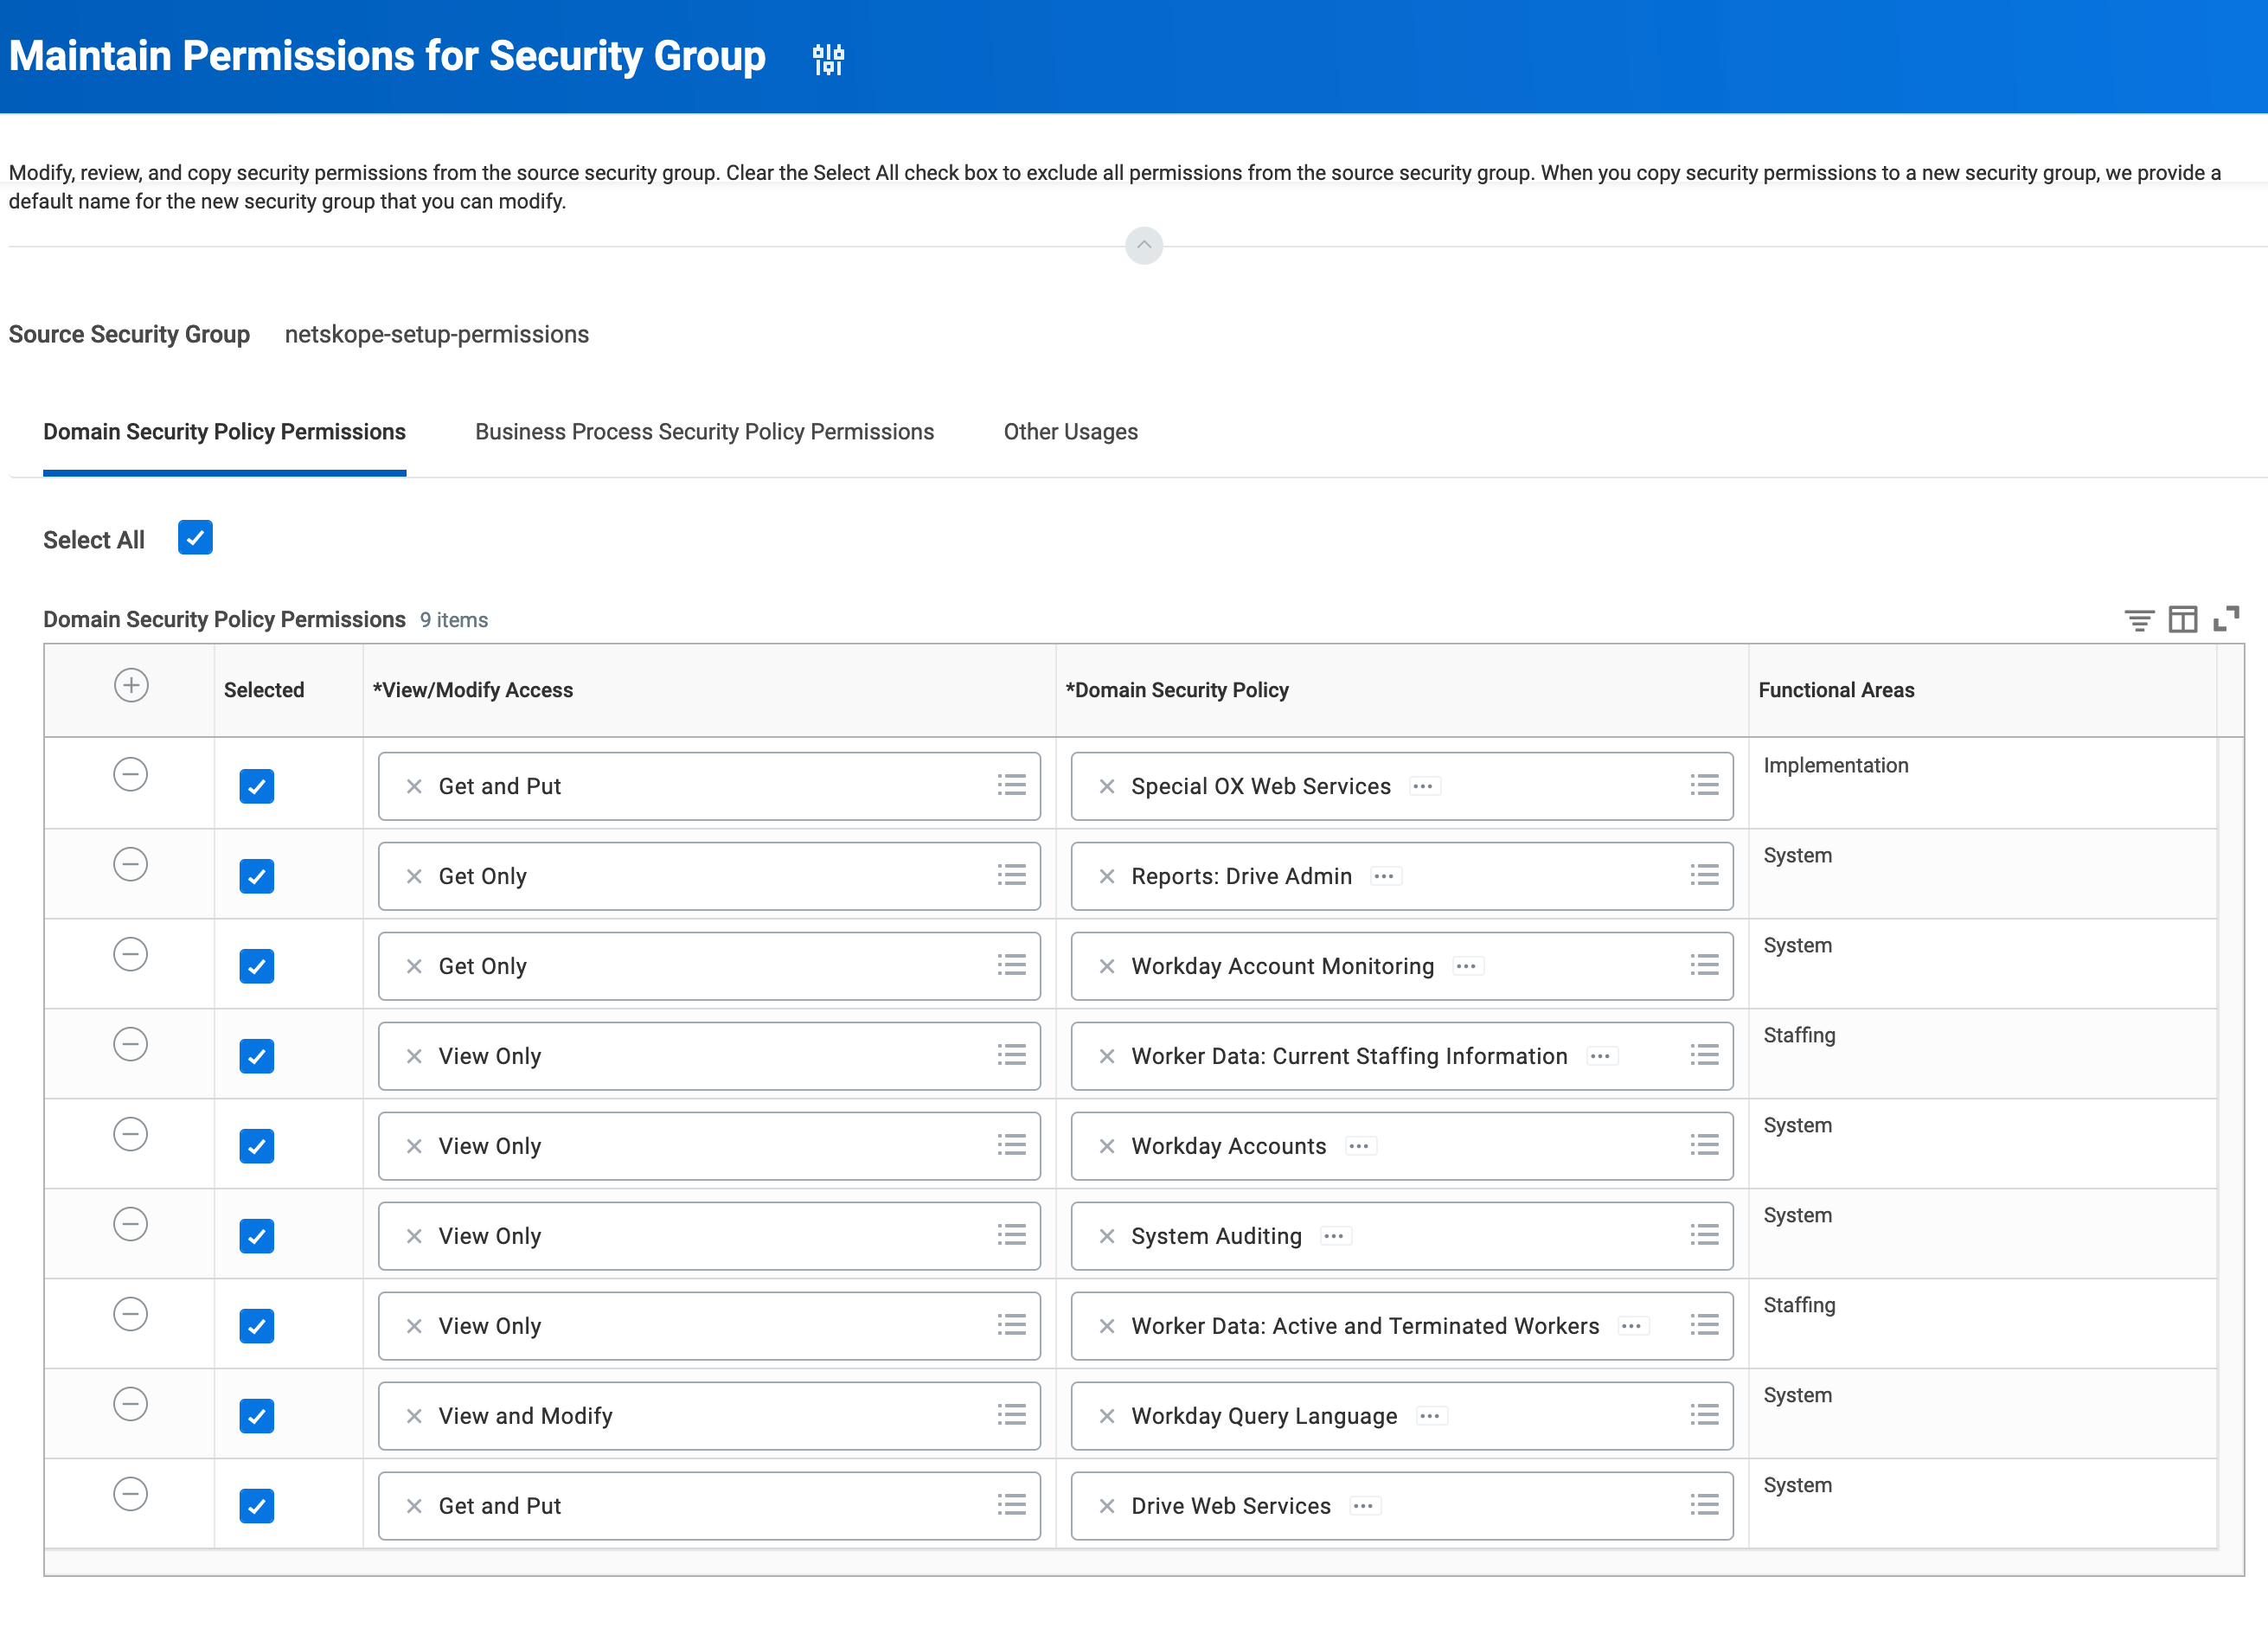 Maintain Permissions for Security Group
Modify, review, and copy security permissions from the source security group. Clear the Select All check box to exclude all permissions from the source security group. When you copy security permissions to a new security group, we provide a
default name for the new security group that you can modify.
Source Security Group netskope-setup-permissions
Domain Security Policy Permissions Business Process Security Policy Permissions Other Usages
Select All
Domain Security Policy Permissions 9 items
Selected *View/Modify Access *Domain Security Policy Functional Areas
Get and Put Special OX Web Services Implementation
Get Only Reports: Drive Admin System
Get Only Workday Account Monitoring System
View Only Worker Data: Current Staffing Information Staffing
View Only Workday Accounts System
View Only System Auditing System
View Only Worker Data: Active and Terminated Workers Staffing
View and Modify Workday Query Language System
Get and Put Drive Web Services System